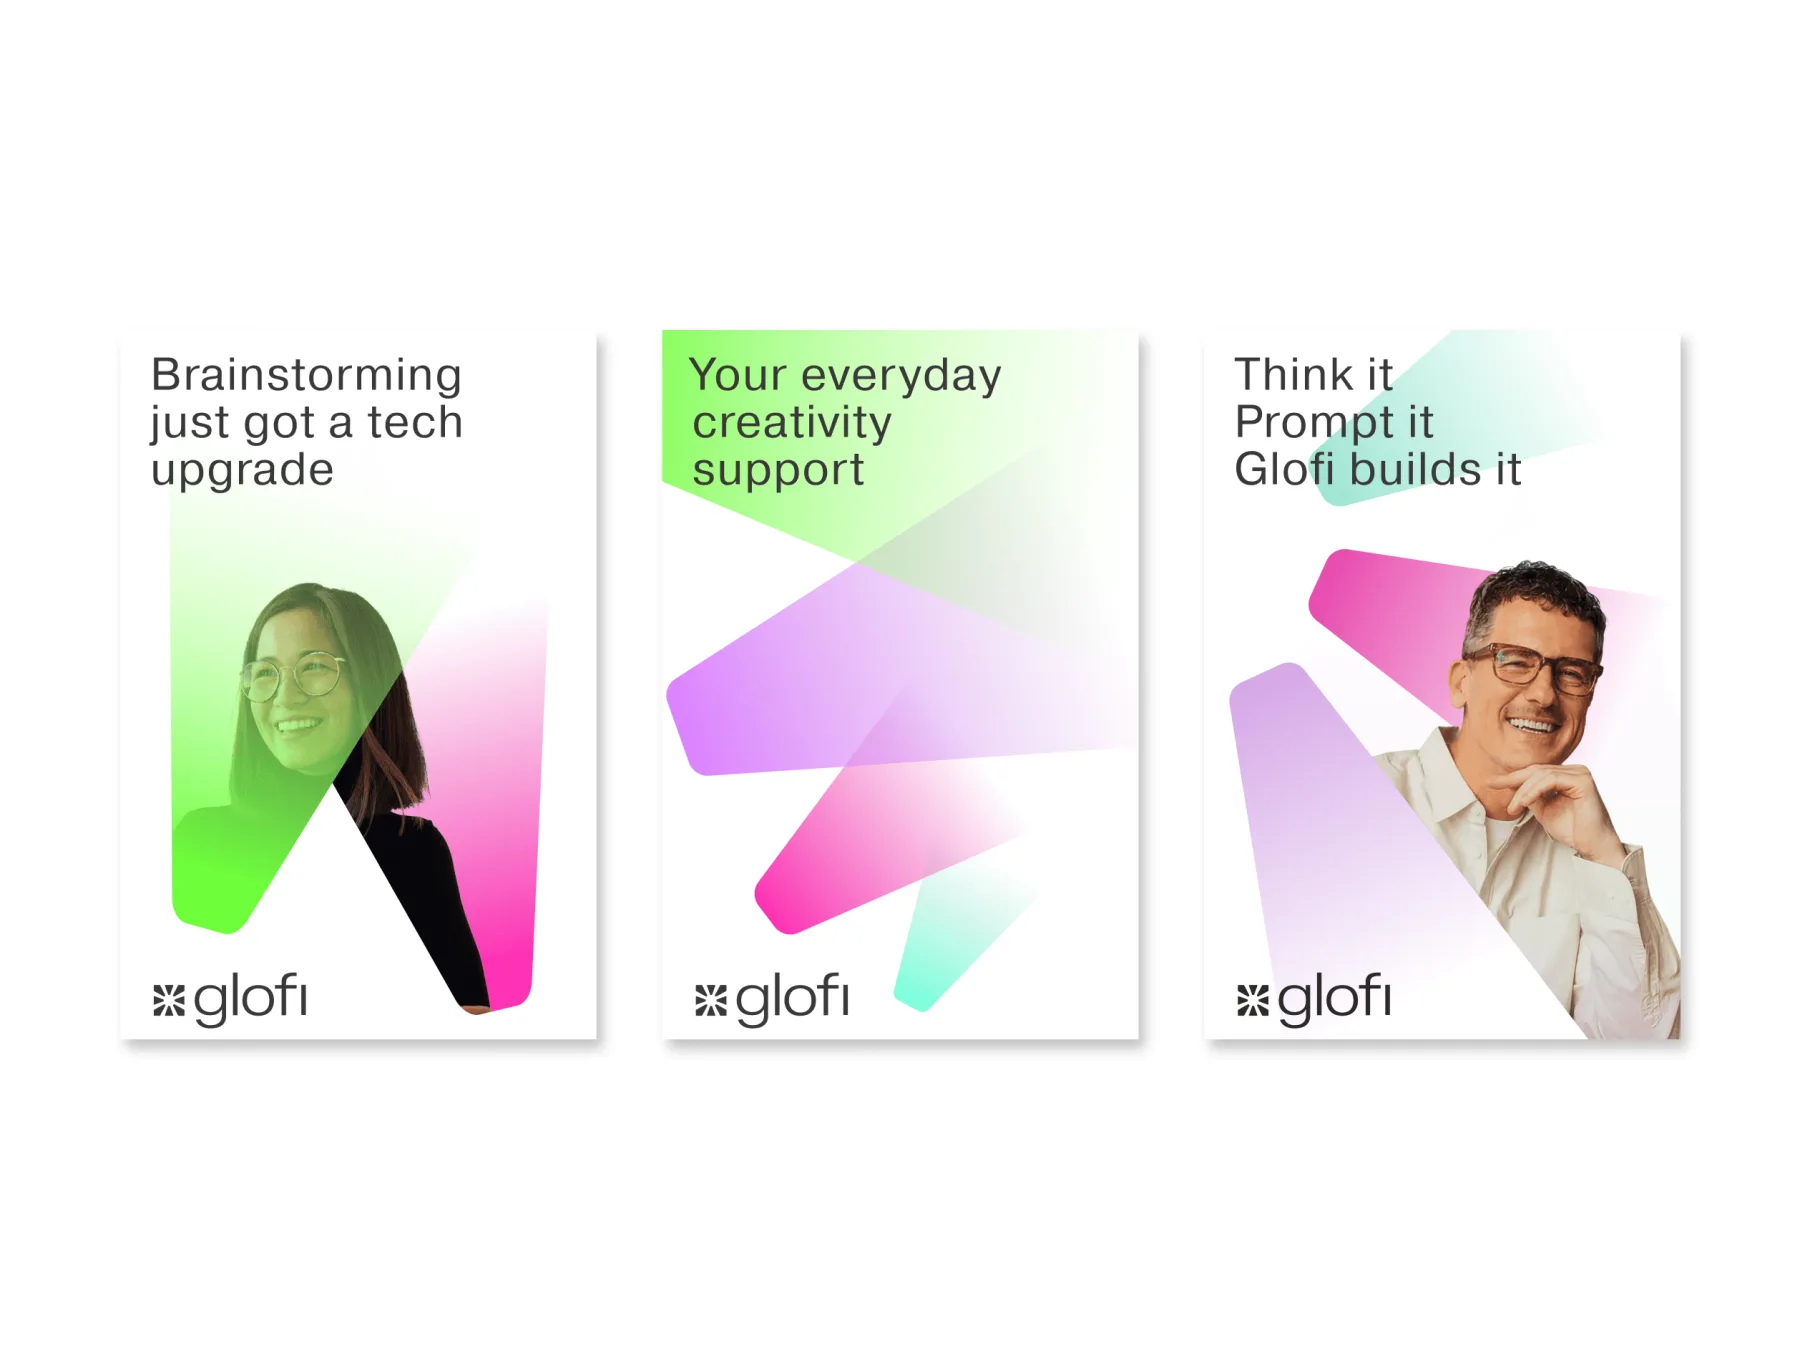 Brainstorming
just got a tech
upgrade
glofi
Your everyday
creativity
support
glofi
Think it
Prompt it
Glofi builds it
glofi